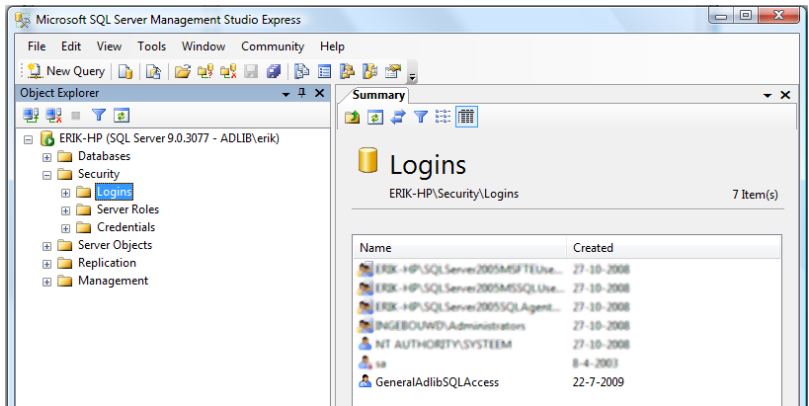 Microsoft SQL Server Management Studio Express
File Edit View Tools Window Community Help
New Query
Object Explorer
ERIK-HP (SQL Server 9.0.3077 - ADLIB\erik)
Databases
Security
Logins
Server Roles
Credentials
Server Objects
Replication
Management
Summary
Logins
ERIK-HP\Security\Logins 7 Item(s)
Name Created
ERIK-HP\SQLServer2005MSFTEUse... 27-10-2008
ERIK-HP\SQLServer2005MSSQLUse... 27-10-2008
ERIK-HP\SQLServer2005SQLAgent... 27-10-2008
INGEBOUWD\Administrators 27-10-2008
NT AUTHORITY\SYSTEEM 27-10-2008
sa 8-4-2003
GeneralAdlibSQLAccess 22-7-2009